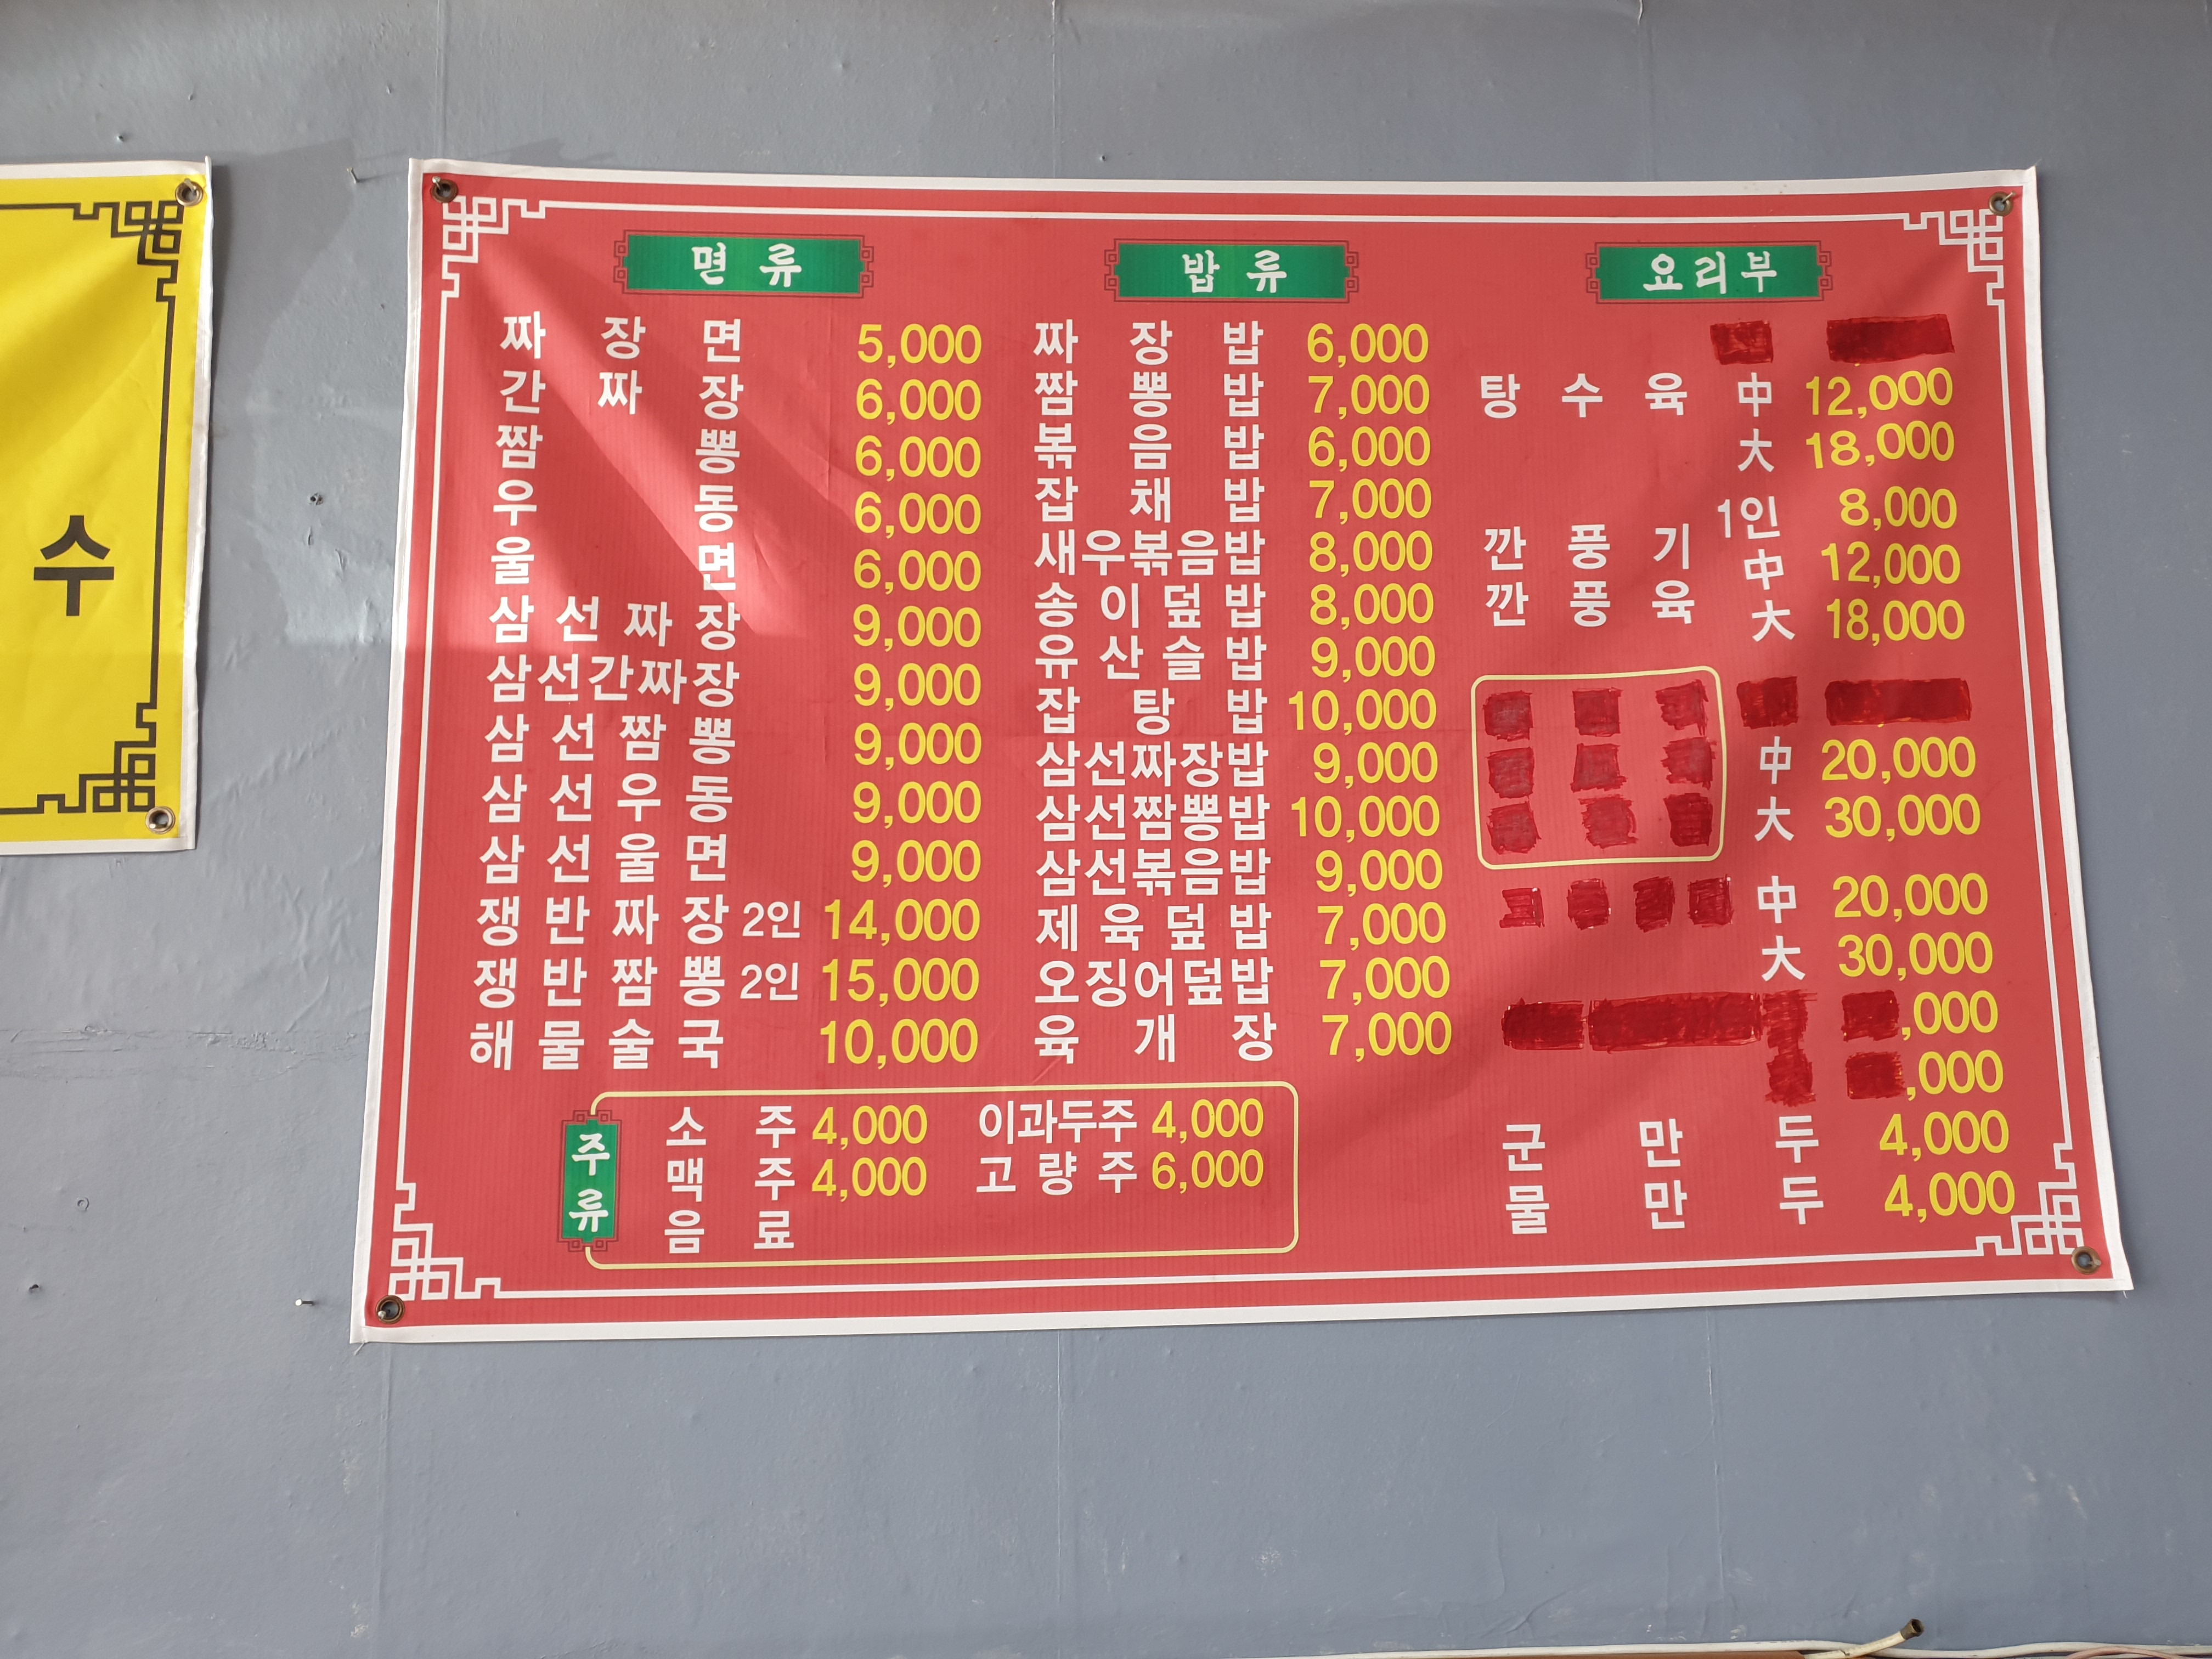 수
면 류
짜 장 면 5,000
간 짜 장 6,000
짬 뽕 6,000
우 동 6,000
울 면 6,000
삼 선 짜 장 9,000
삼선간짜장 9,000
삼 선 짬 뽕 9,000
삼 선 우 동 9,000
삼 선 울 면 9,000
쟁 반 짜 장 2인 14,000
쟁 반 짬 뽕 2인 15,000
해 물 술 국 10,000
밥 류
짜 장 밥 6,000
짬 뽕 밥 7,000
볶 음 밥 6,000
잡 채 밥 7,000
새우볶음밥 8,000
송 이 덮 밥 8,000
유 산 슬 밥 9,000
잡 탕 밥 10,000
삼선짜장밥 9,000
삼선짬뽕밥 10,000
삼선볶음밥 9,000
제 육 덮 밥 7,000
오징어덮밥 7,000
육 개 장 7,000
요리부
탕 수 육 中 12,000
大 18,000
1인 8,000
깐 풍 기 中 12,000
깐 풍 육 大 18,000
中 20,000
大 30,000
中 20,000
大 30,000
,000
,000
군 만 두 4,000
물 만 두 4,000
주류
소 주 4,000 이과두주 4,000
맥 주 4,000 고 량 주 6,000
음 료